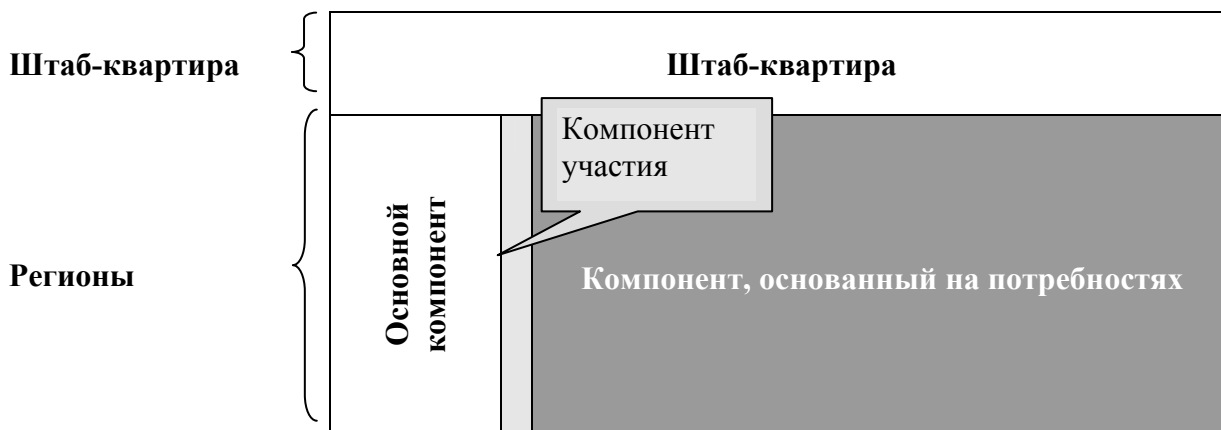 Штаб-квартира
Штаб-квартира
Компонент
участия
Регионы
Основной
компонент
Компонент, основанный на потребностях